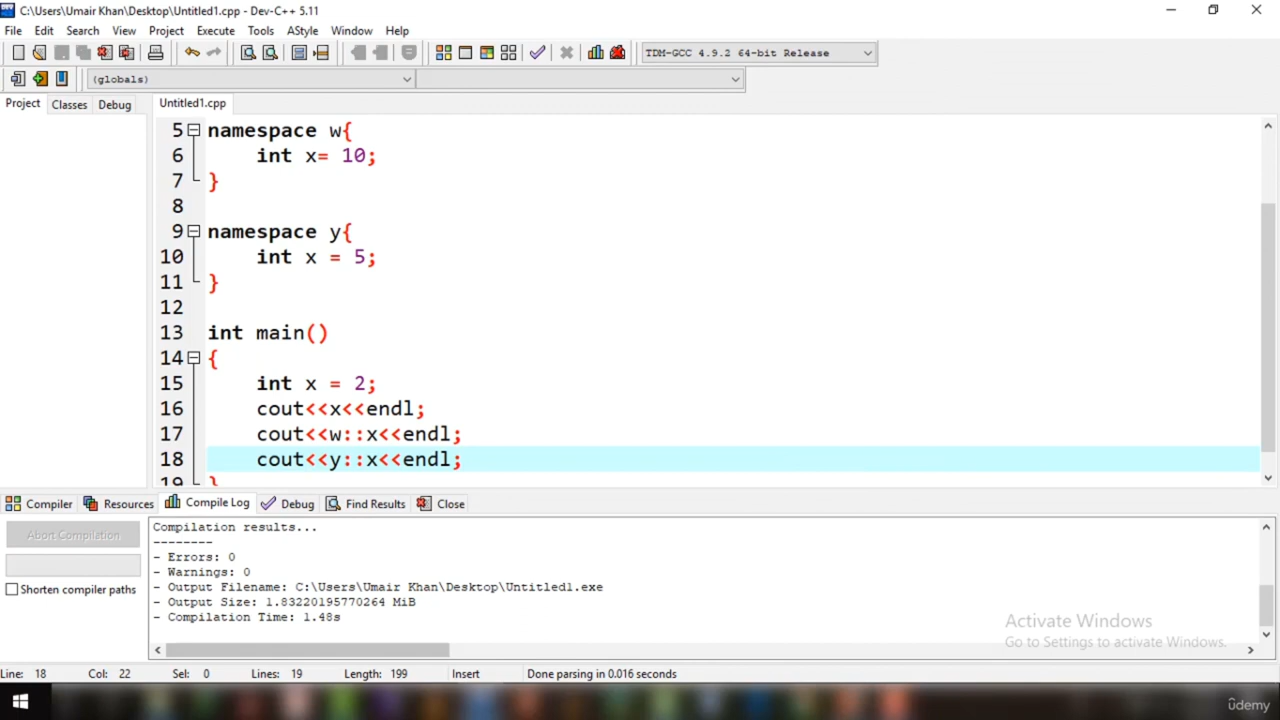 C:\Users\Umair Khan\Desktop\Untitled1.cpp - Dev-C++ 5.11
File Edit Search View Project Execute Tools AStyle Window Help
TDM-GCC 4.9.2 64-bit Release
(globals)
Project Classes Debug Untitled1.cpp
5 namespace w{
6 int x= 10;
7 }
8
9 namespace y{
10 int x = 5;
11 }
12
13 int main()
14 {
15 int x = 2;
16 cout<<x<<endl;
17 cout<<w::x<<endl;
18 cout<<y::x<<endl;
19 }
Compiler Resources Compile Log Debug Find Results Close
Abort Compilation
Shorten compiler paths
Compilation results...
--------
- Errors: 0
- Warnings: 0
- Output Filename: C:\Users\Umair Khan\Desktop\Untitled1.exe
- Output Size: 1.83220195770264 MiB
- Compilation Time: 1.48s
Activate Windows
Go to Settings to activate Windows.
Line: 18 Col: 22 Sel: 0 Lines: 19 Length: 199 Insert Done parsing in 0.016 seconds
ûdemy